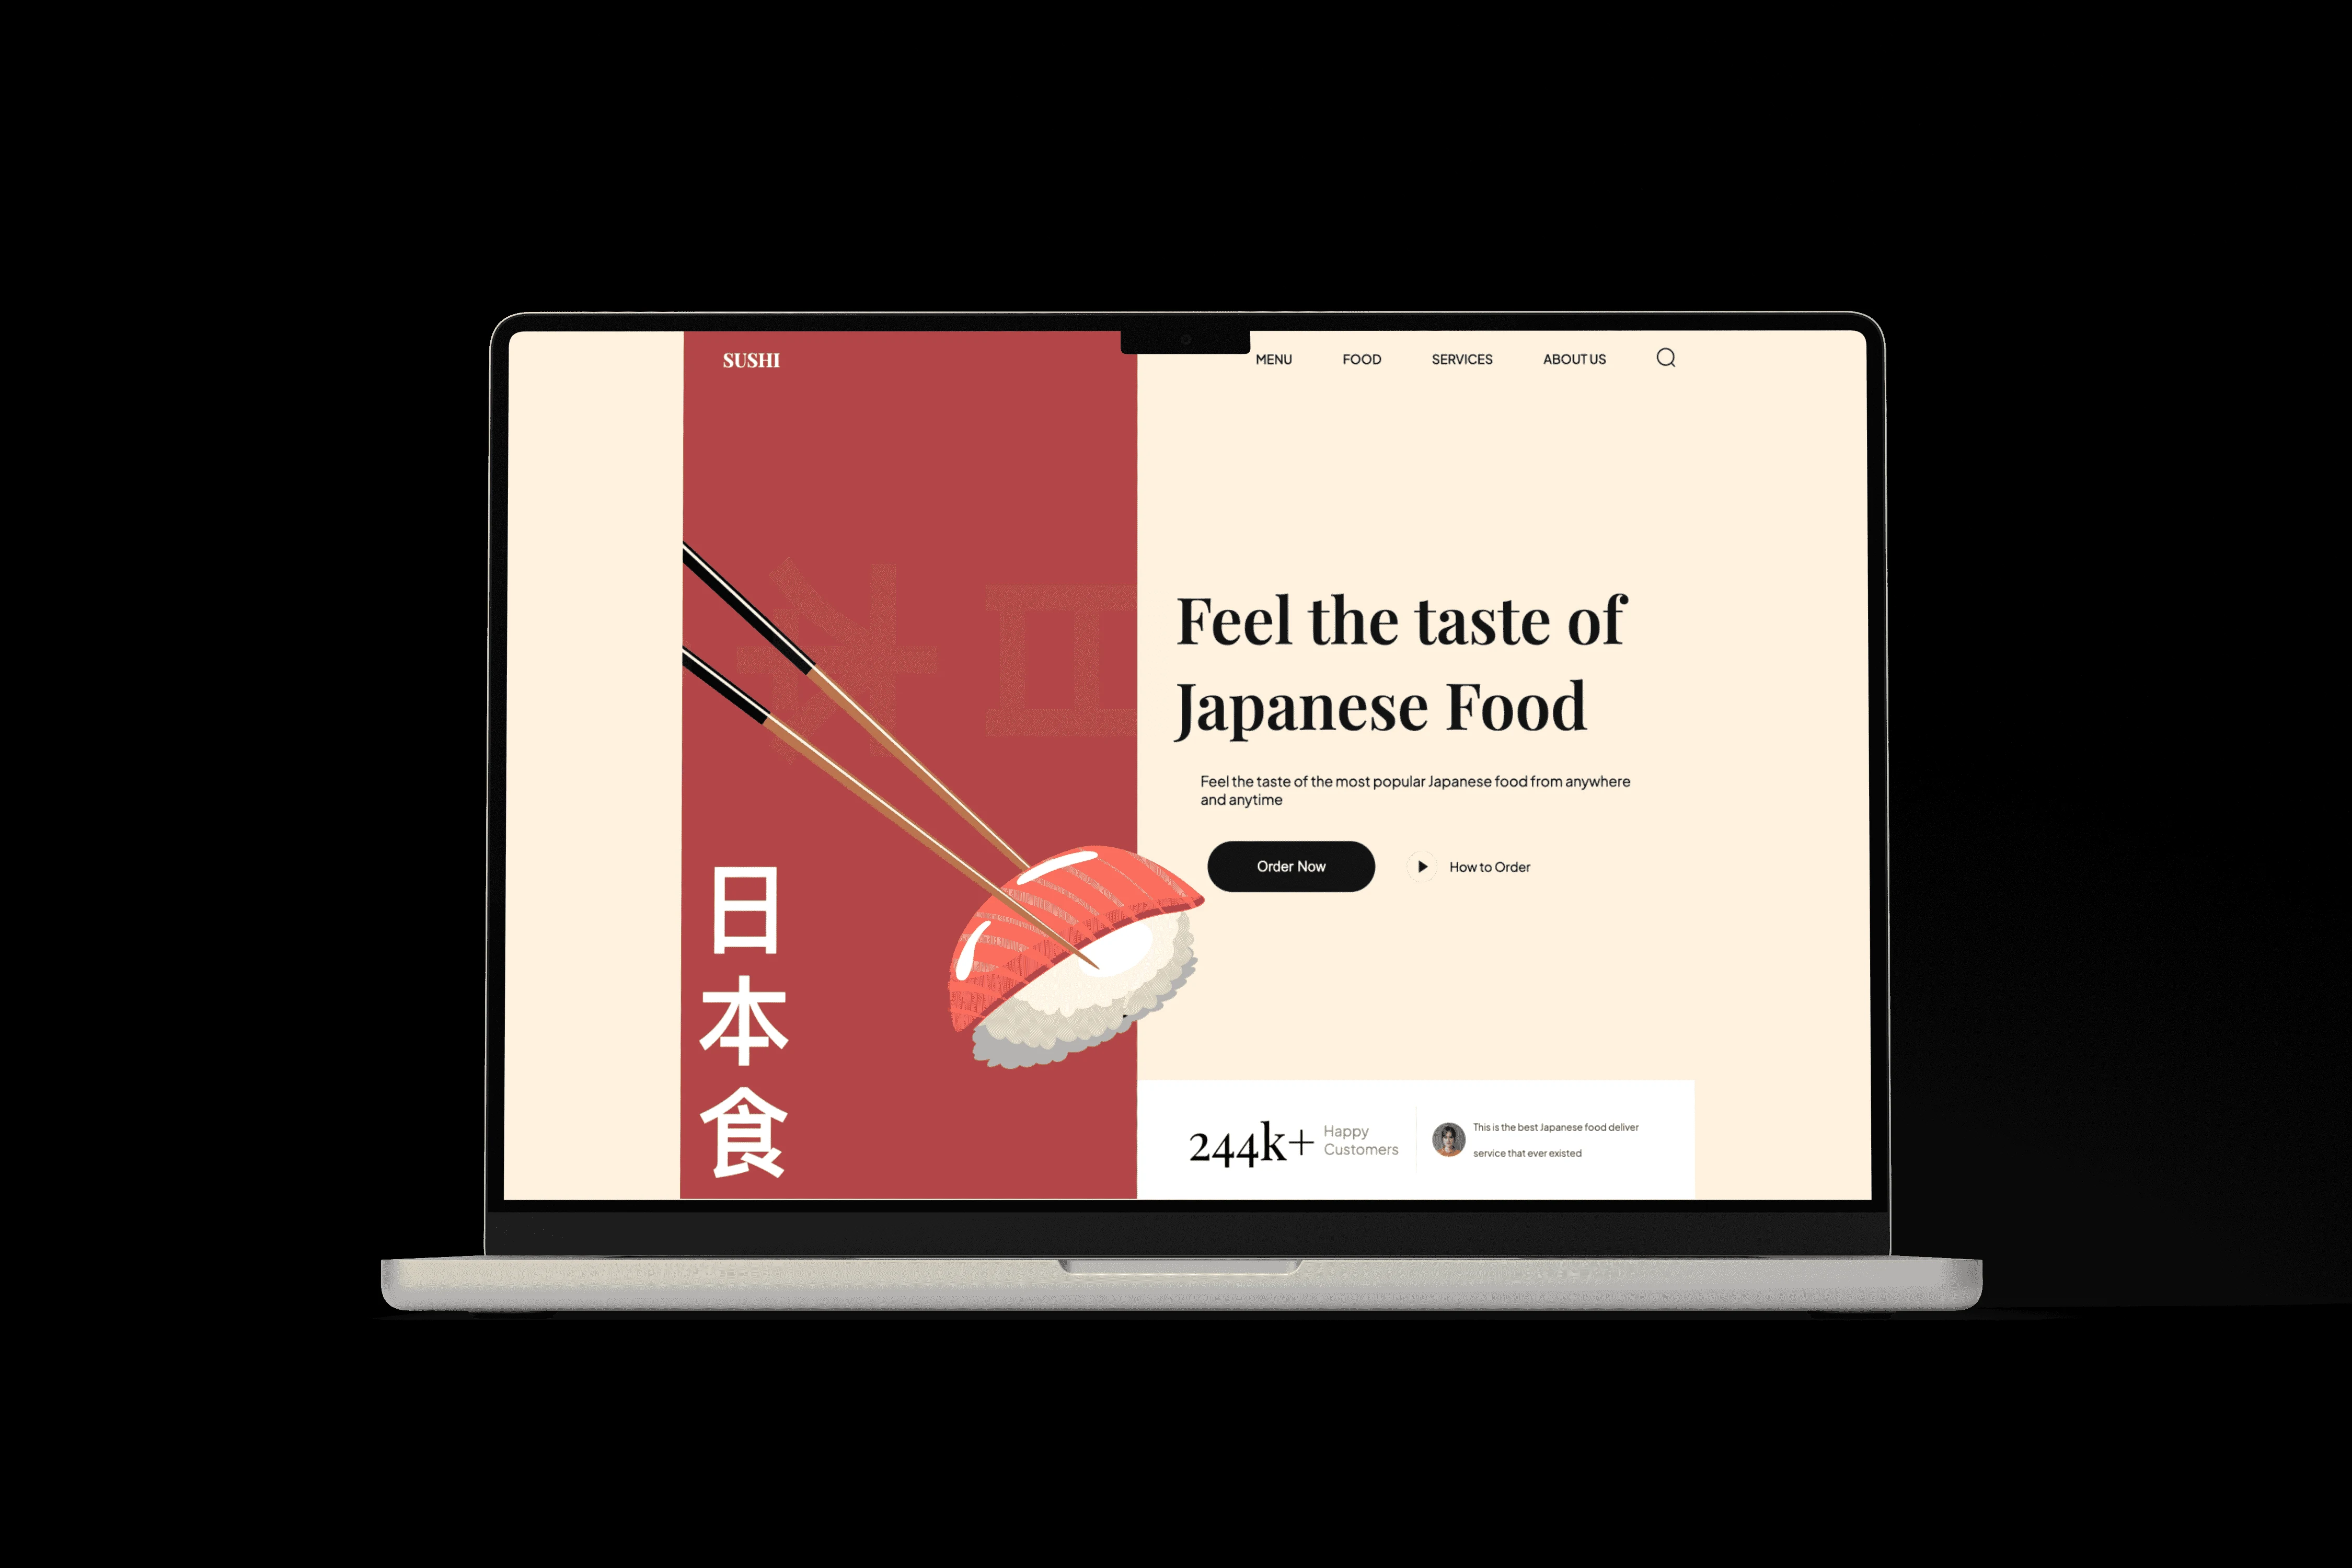 SUSHI
MENU
FOOD
SERVICES
ABOUT US
日
本
食
Feel the taste of
Japanese Food
Feel the taste of the most popular Japanese food from anywhere
and anytime
Order Now
How to Order
244k+
Happy
Customers
This is the best Japanese food deliver
service that ever existed